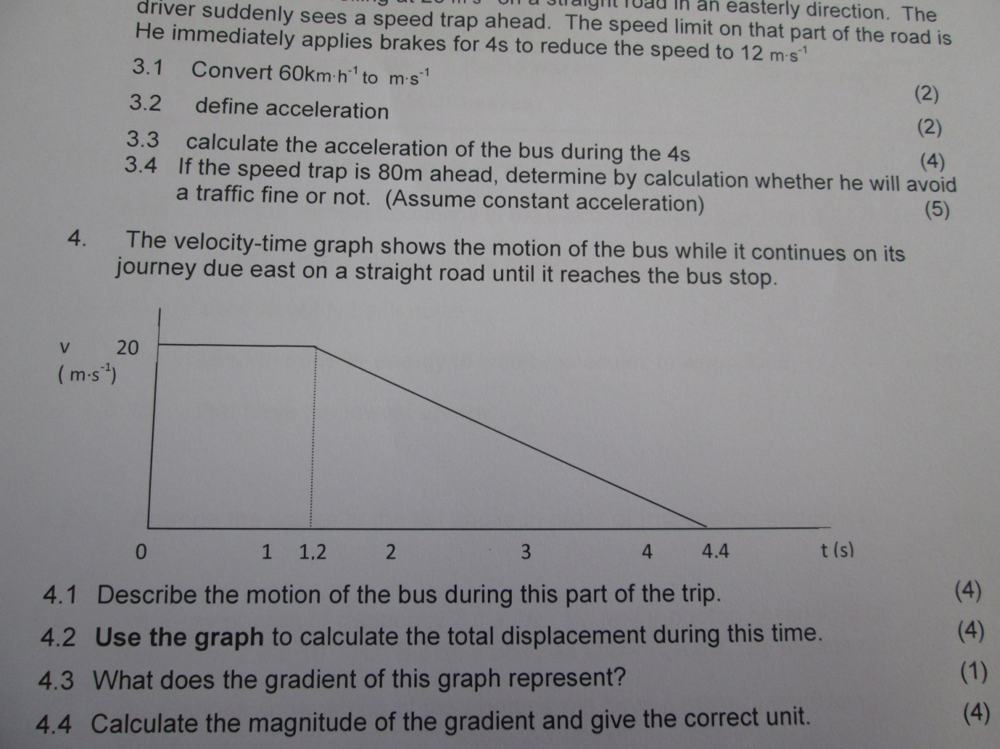 on a straight road in an easterly direction. The
driver suddenly sees a speed trap ahead. The speed limit on that part of the road is
He immediately applies brakes for 4s to reduce the speed to 12 m·s⁻¹
3.1 Convert 60km·h⁻¹ to m·s⁻¹
(2)
3.2 define acceleration
(2)
3.3 calculate the acceleration of the bus during the 4s
(4)
3.4 If the speed trap is 80m ahead, determine by calculation whether he will avoid
a traffic fine or not. (Assume constant acceleration)
(5)
4. The velocity-time graph shows the motion of the bus while it continues on its
journey due east on a straight road until it reaches the bus stop.
v 20
( m·s⁻¹)
0 1 1,2 2 3 4 4.4 t (s)
4.1 Describe the motion of the bus during this part of the trip. (4)
4.2 Use the graph to calculate the total displacement during this time. (4)
4.3 What does the gradient of this graph represent? (1)
4.4 Calculate the magnitude of the gradient and give the correct unit. (4)